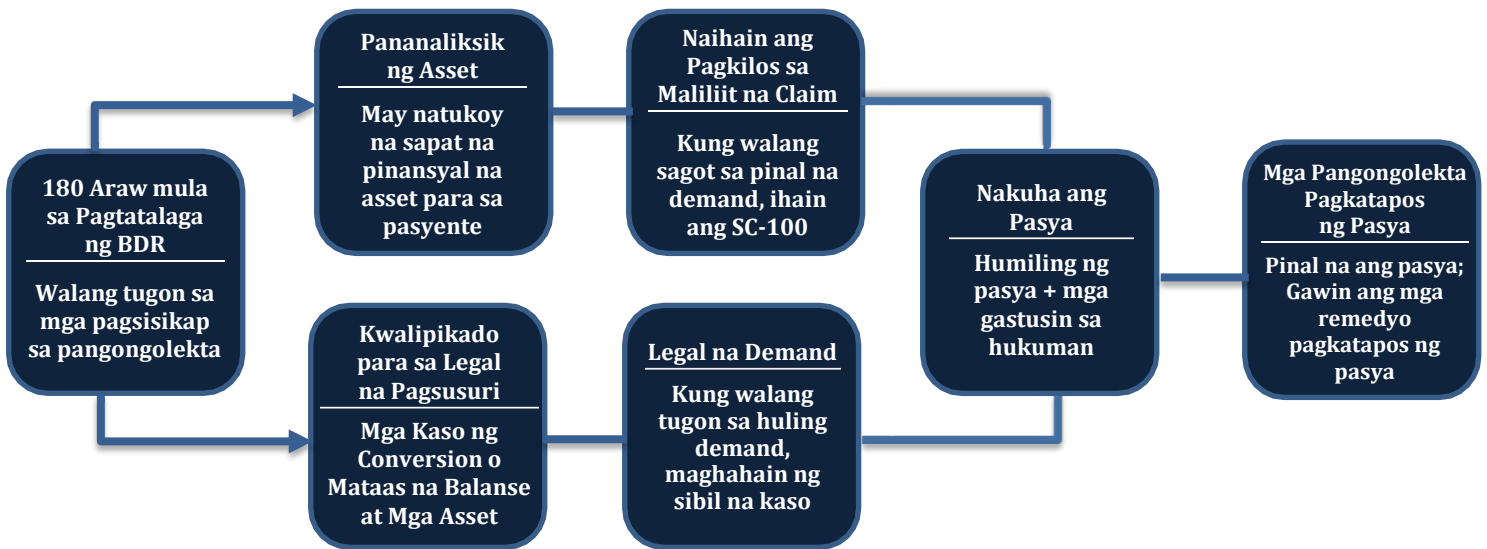 180 Araw mula
sa Pagtatalaga
ng BDR
Walang tugon sa
mga pagsisikap
sa pangongolekta
Pananaliksik
ng Asset
May natukoy
na sapat na
pinansyal na
asset para sa
pasyente
Naihain ang
Pagkilos sa
Maliliit na Claim
Kung walang
sagot sa pinal na
demand, ihain
ang SC-100
Kwalipikado
para sa Legal
na Pagsusuri
Mga Kaso ng
Conversion o
Mataas na Balanse
at Mga Asset
Legal na Demand
Kung walang
tugon sa huling
demand,
maghahain ng
sibil na kaso
Nakuha ang
Pasya
Humiling ng
pasya + mga
gastusin sa
hukuman
Mga Pangongolekta
Pagkatapos
ng Pasya
Pinal na ang pasya;
Gawin ang mga
remedyo
pagkatapos ng
pasya